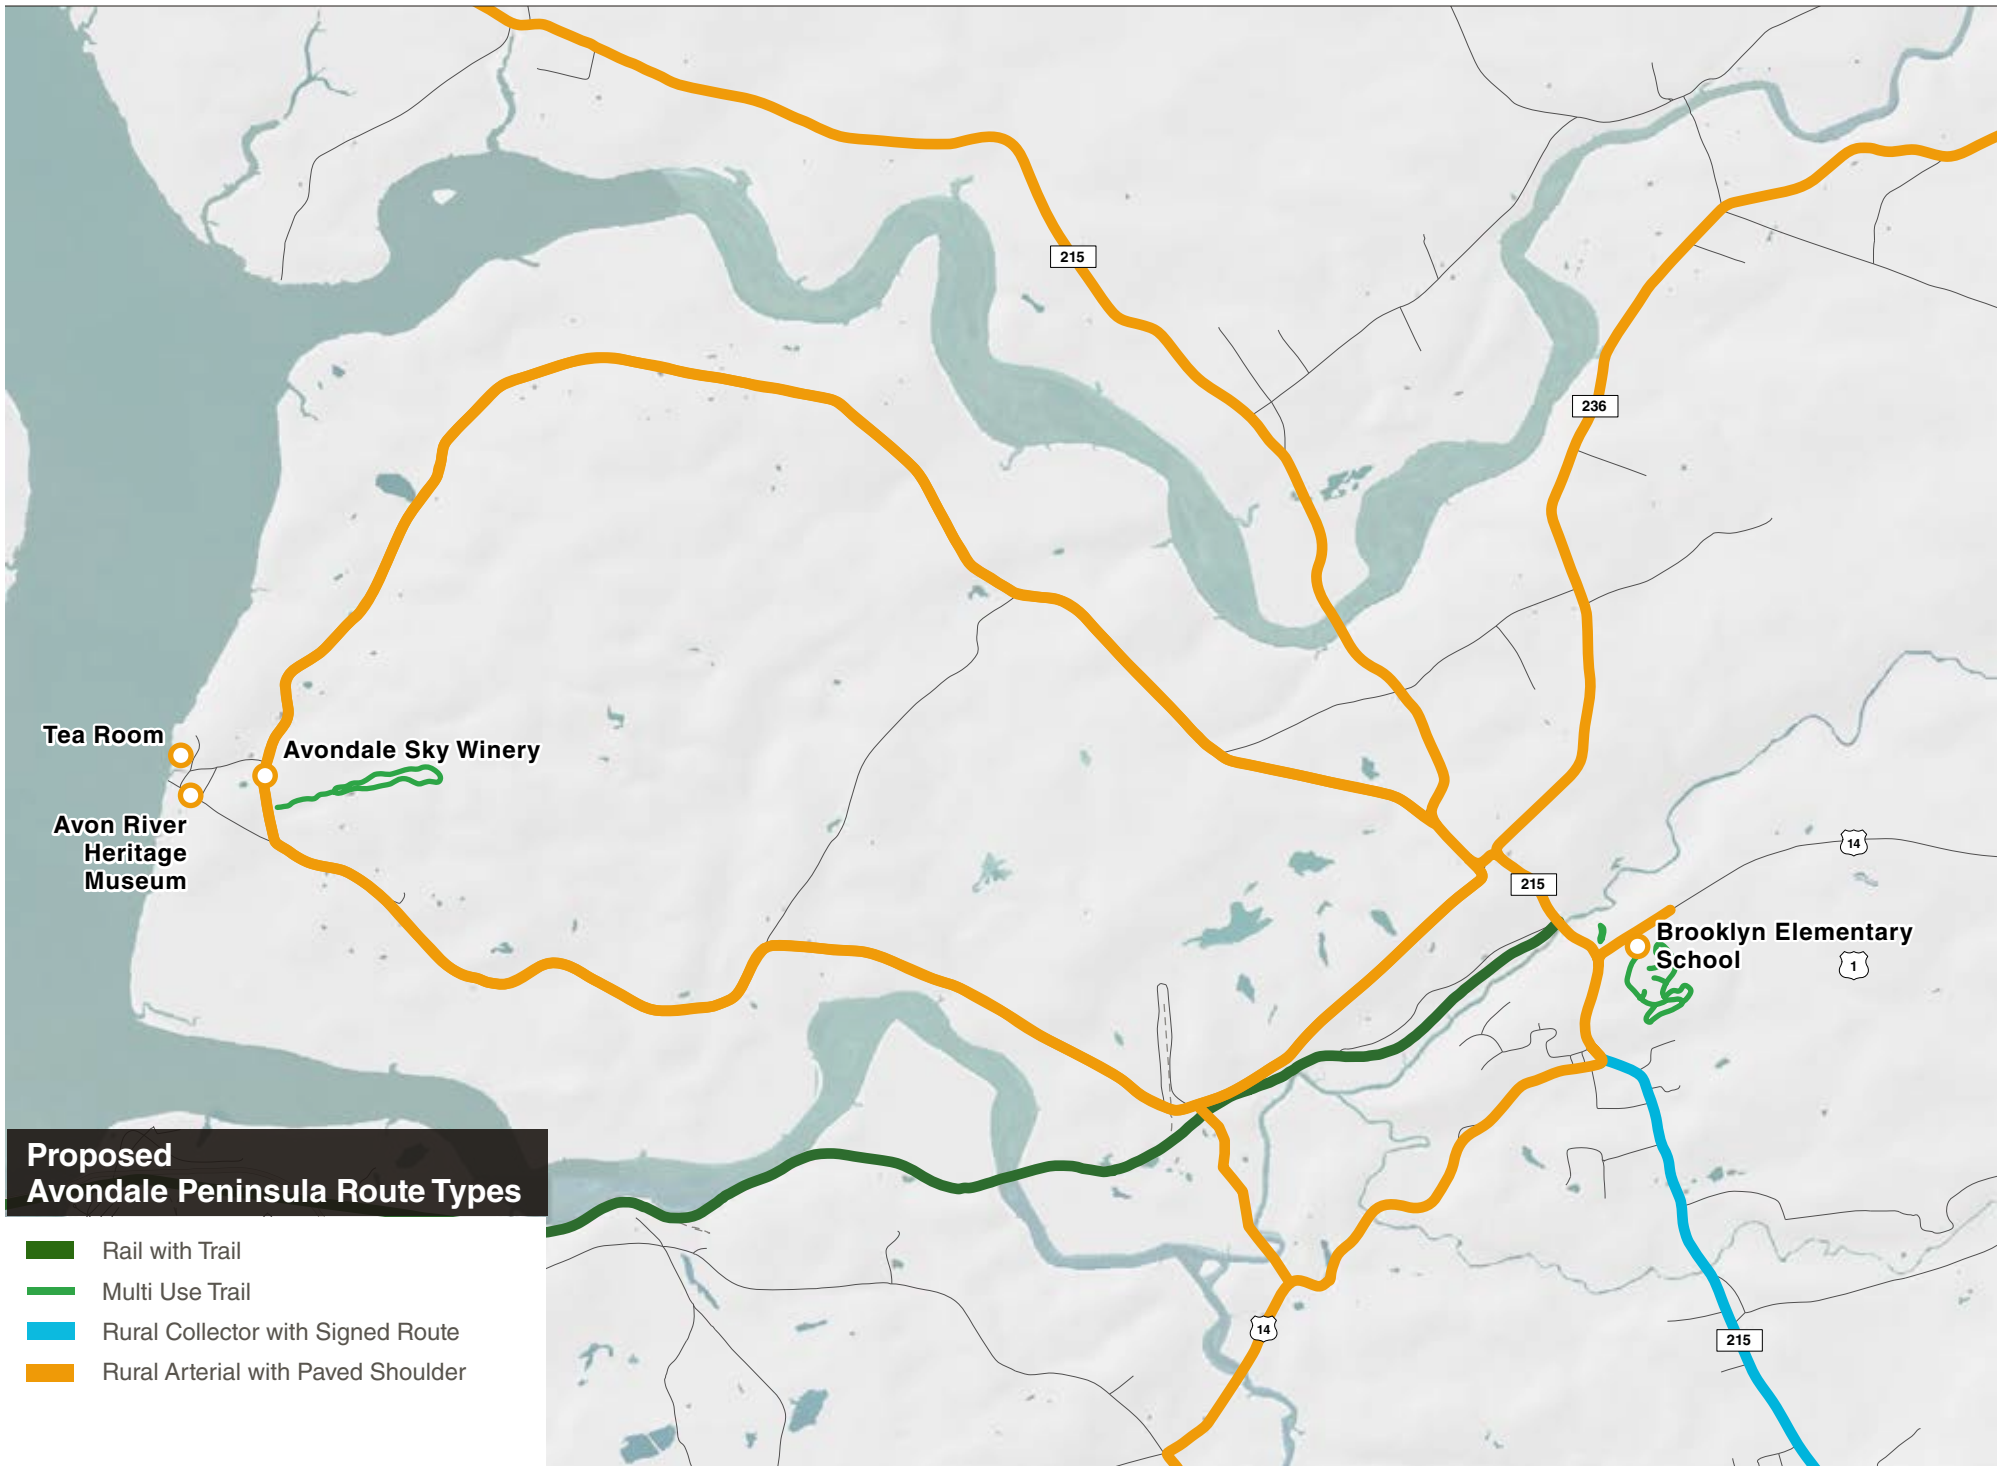 215
236
Tea Room
Avondale Sky Winery
Avon River
Heritage
Museum
14
215
Brooklyn Elementary
School
1
Proposed
Avondale Peninsula Route Types
Rail with Trail
Multi Use Trail
Rural Collector with Signed Route
Rural Arterial with Paved Shoulder
14
215